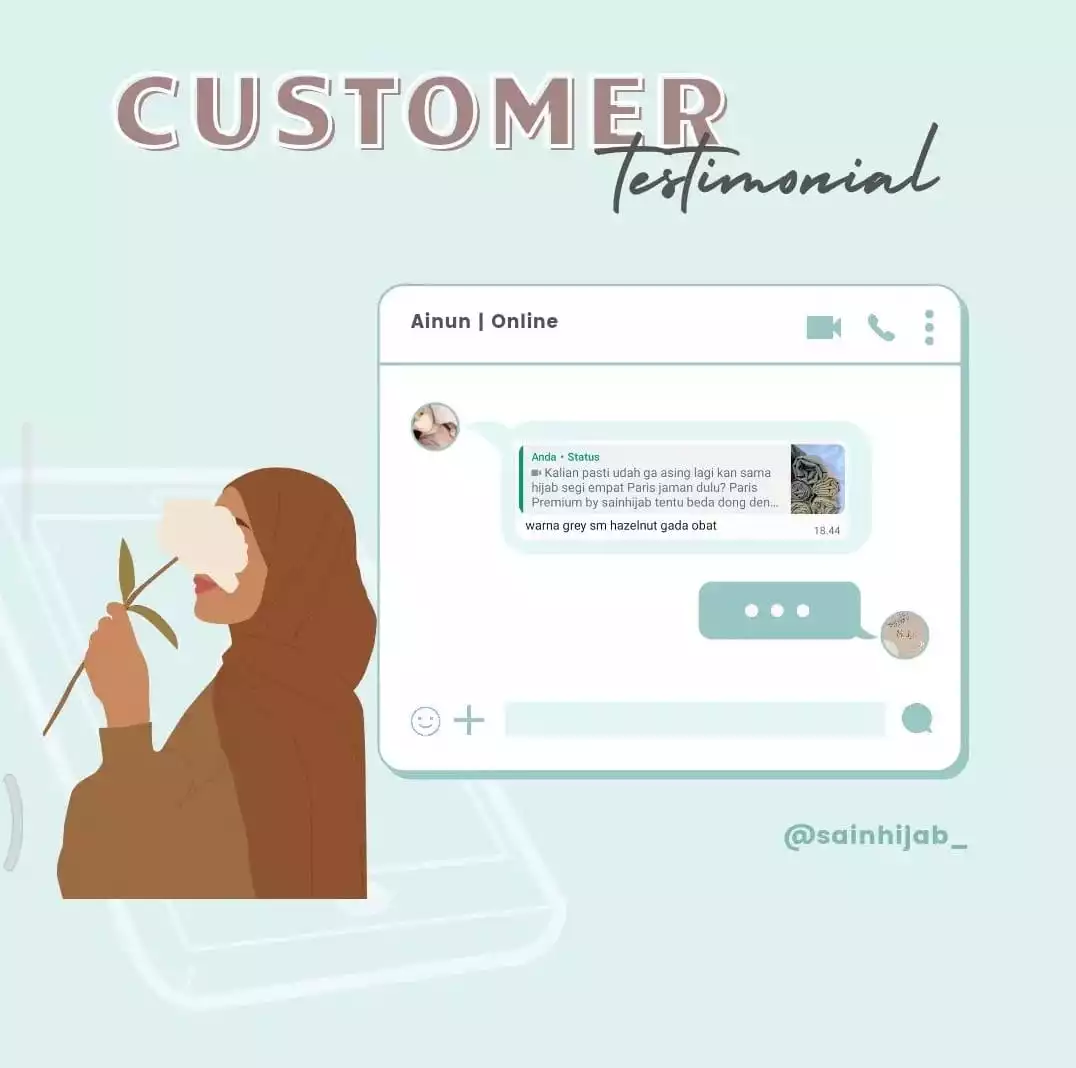 CUSTOMER
testimonial
Ainun | Online
Anda • Status
Kalian pasti udah ga asing lagi kan sama
hijab segi empat Paris jaman dulu? Paris
Premium by sainhijab tentu beda dong den...
warna grey sm hazelnut gada obat
18.44
@sainhijab_